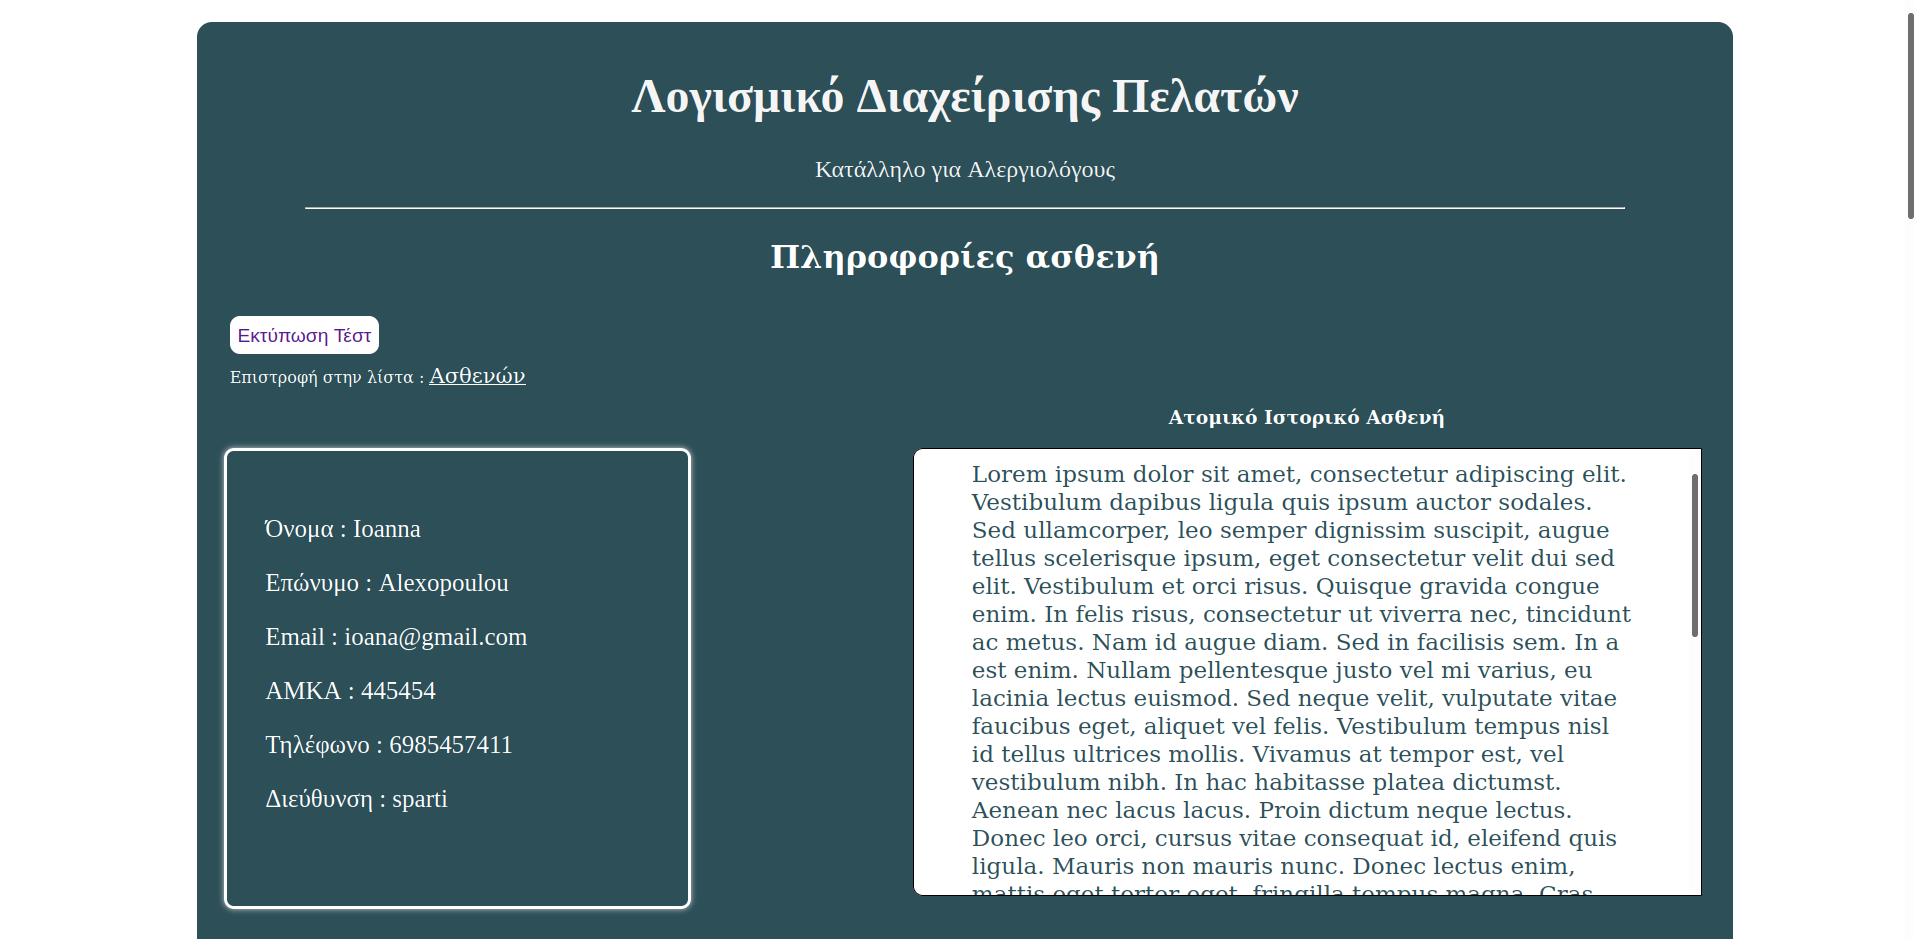 Λογισμικό Διαχείρισης Πελατών
Κατάλληλο για Αλεργιολόγους
Πληροφορίες ασθενή
Εκτύπωση Τέστ
Επιστροφή στην λίστα : Ασθενών
Όνομα : Ioanna
Επώνυμο : Alexopoulou
Email : ioana@gmail.com
ΑΜΚΑ : 445454
Τηλέφωνο : 6985457411
Διεύθυνση : sparti
Ατομικό Ιστορικό Ασθενή
Lorem ipsum dolor sit amet, consectetur adipiscing elit.
Vestibulum dapibus ligula quis ipsum auctor sodales.
Sed ullamcorper, leo semper dignissim suscipit, augue
tellus scelerisque ipsum, eget consectetur velit dui sed
elit. Vestibulum et orci risus. Quisque gravida congue
enim. In felis risus, consectetur ut viverra nec, tincidunt
ac metus. Nam id augue diam. Sed in facilisis sem. In a
est enim. Nullam pellentesque justo vel mi varius, eu
lacinia lectus euismod. Sed neque velit, vulputate vitae
faucibus eget, aliquet vel felis. Vestibulum tempus nisl
id tellus ultrices mollis. Vivamus at tempor est, vel
vestibulum nibh. In hac habitasse platea dictumst.
Aenean nec lacus lacus. Proin dictum neque lectus.
Donec leo orci, cursus vitae consequat id, eleifend quis
ligula. Mauris non mauris nunc. Donec lectus enim,
mattis eget tortor eget, fringilla tempus magna. Cras